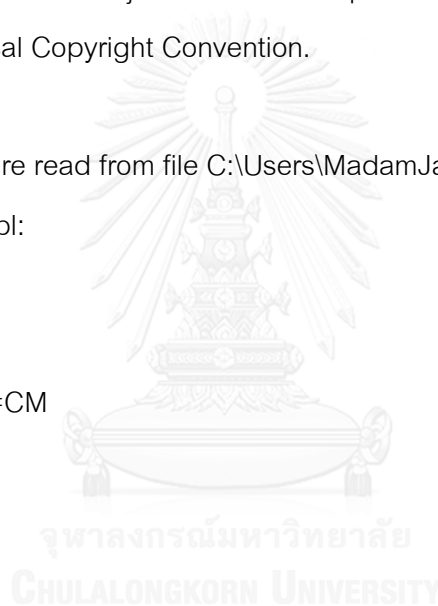 al Copyright Convention.
re read from file C:\Users\MadamJa
ol:
=CM
จุฬาลงกรณ์มหาวิทยาลัย
CHULALONGKORN UNIVERSITY